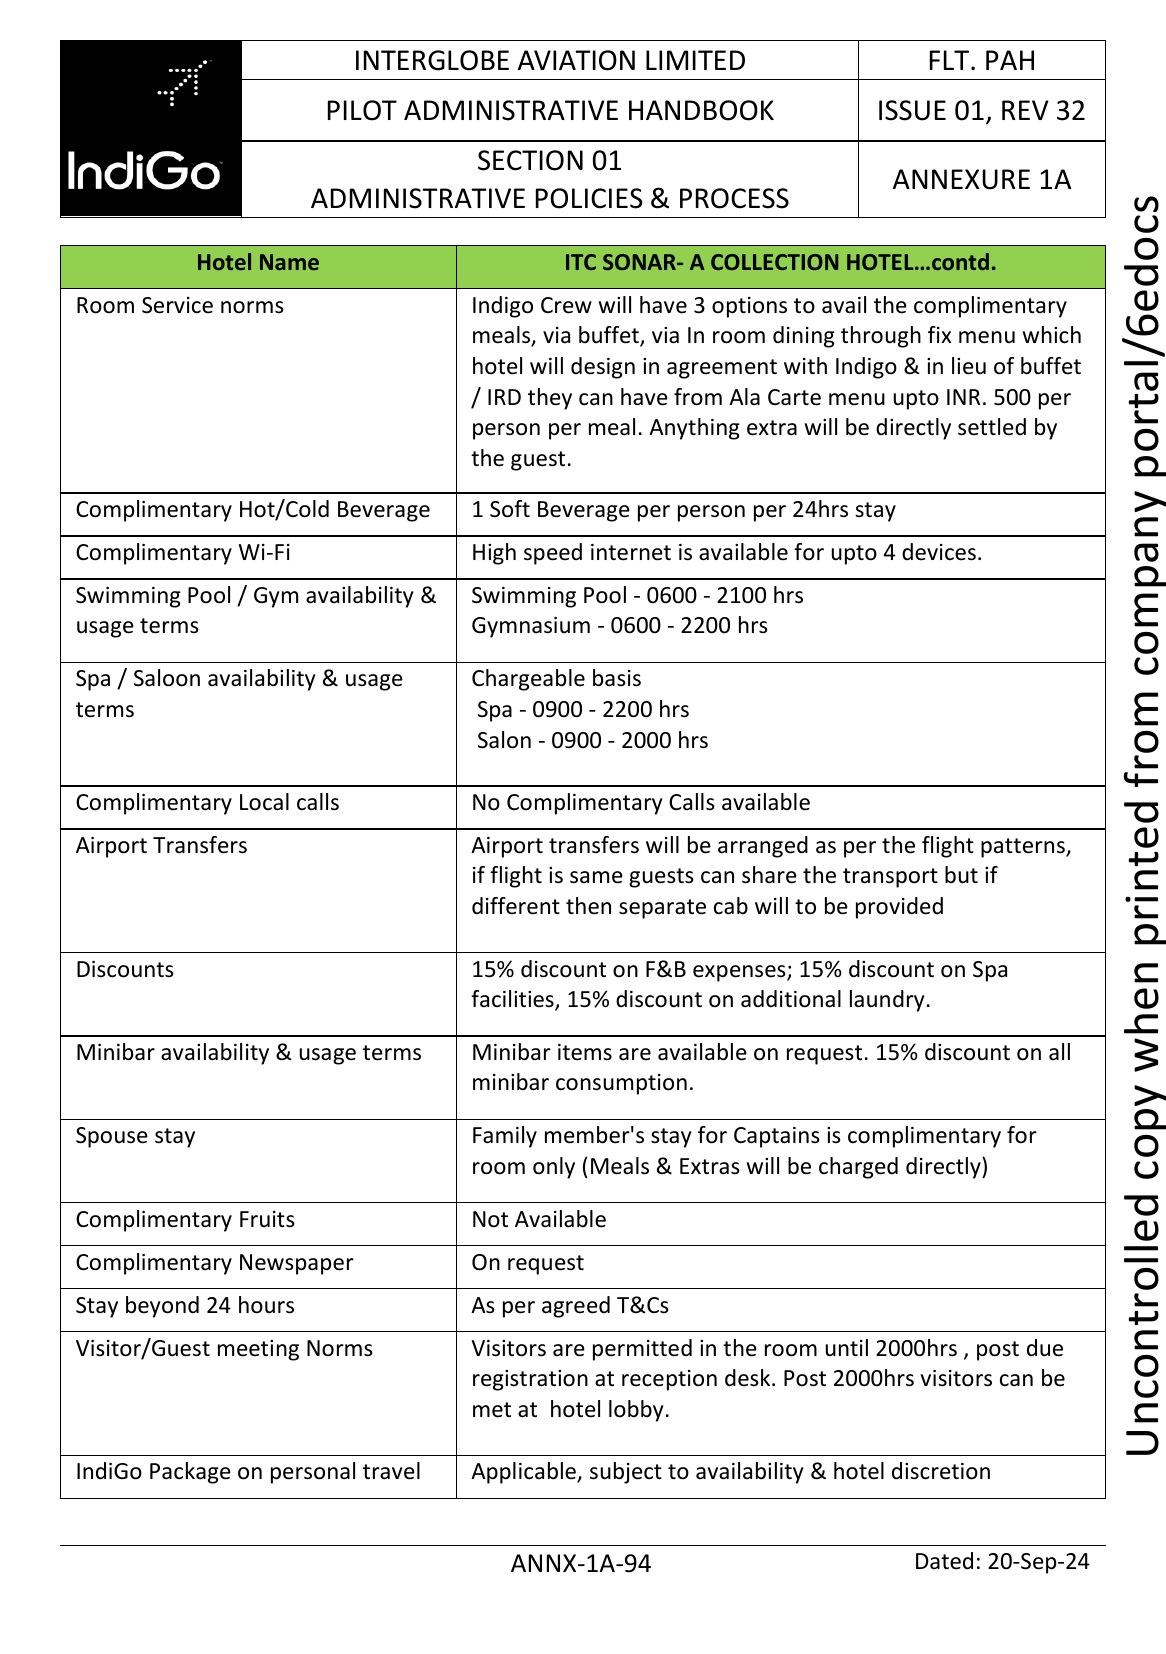 IndiGo
INTERGLOBE AVIATION LIMITED
FLT. PAH
PILOT ADMINISTRATIVE HANDBOOK
ISSUE 01, REV 32
SECTION 01
ADMINISTRATIVE POLICIES & PROCESS
ANNEXURE 1A
Hotel Name
ITC SONAR- A COLLECTION HOTEL...contd.
Room Service norms
Indigo Crew will have 3 options to avail the complimentary
meals, via buffet, via In room dining through fix menu which
hotel will design in agreement with Indigo & in lieu of buffet
/ IRD they can have from Ala Carte menu upto INR. 500 per
person per meal. Anything extra will be directly settled by
the guest.
Complimentary Hot/Cold Beverage
1 Soft Beverage per person per 24hrs stay
Complimentary Wi-Fi
High speed internet is available for upto 4 devices.
Swimming Pool / Gym availability &
usage terms
Swimming Pool - 0600 - 2100 hrs
Gymnasium - 0600 - 2200 hrs
Spa / Saloon availability & usage
terms
Chargeable basis
Spa - 0900 - 2200 hrs
Salon - 0900 - 2000 hrs
Complimentary Local calls
No Complimentary Calls available
Airport Transfers
Airport transfers will be arranged as per the flight patterns,
if flight is same guests can share the transport but if
different then separate cab will to be provided
Discounts
15% discount on F&B expenses; 15% discount on Spa
facilities, 15% discount on additional laundry.
Minibar availability & usage terms
Minibar items are available on request. 15% discount on all
minibar consumption.
Spouse stay
Family member's stay for Captains is complimentary for
room only (Meals & Extras will be charged directly)
Complimentary Fruits
Not Available
Complimentary Newspaper
On request
Stay beyond 24 hours
As per agreed T&Cs
Visitor/Guest meeting Norms
Visitors are permitted in the room until 2000hrs , post due
registration at reception desk. Post 2000hrs visitors can be
met at  hotel lobby.
IndiGo Package on personal travel
Applicable, subject to availability & hotel discretion
ANNX-1A-94
Dated: 20-Sep-24
Uncontrolled copy when printed from company portal/6edocs